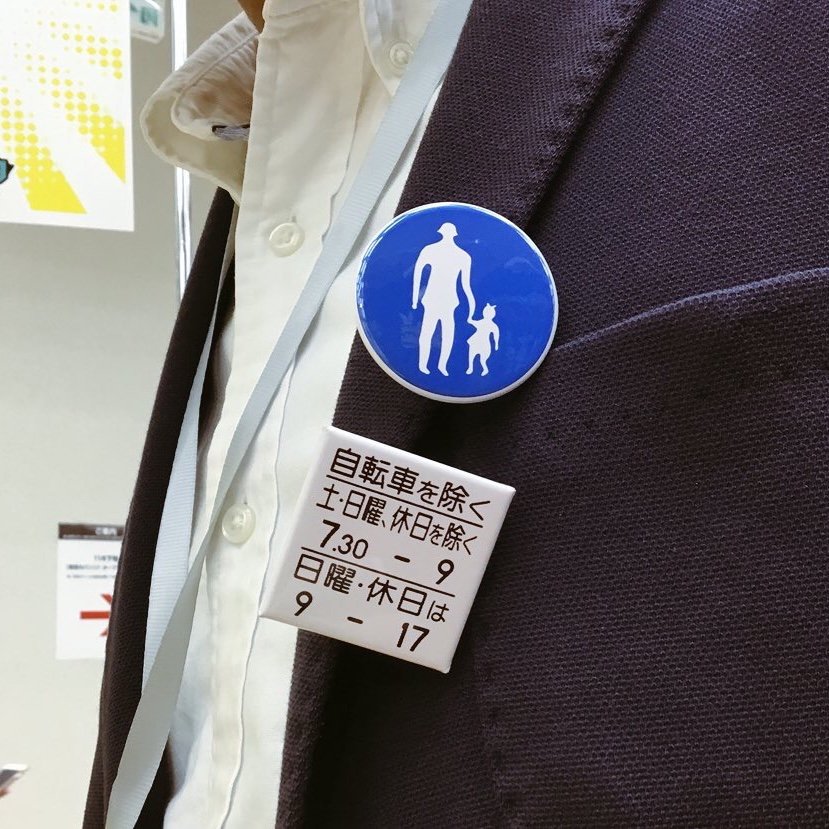 自転車を除く
土・日曜、休日を除く
7.30 - 9
日曜・休日は
9 - 17